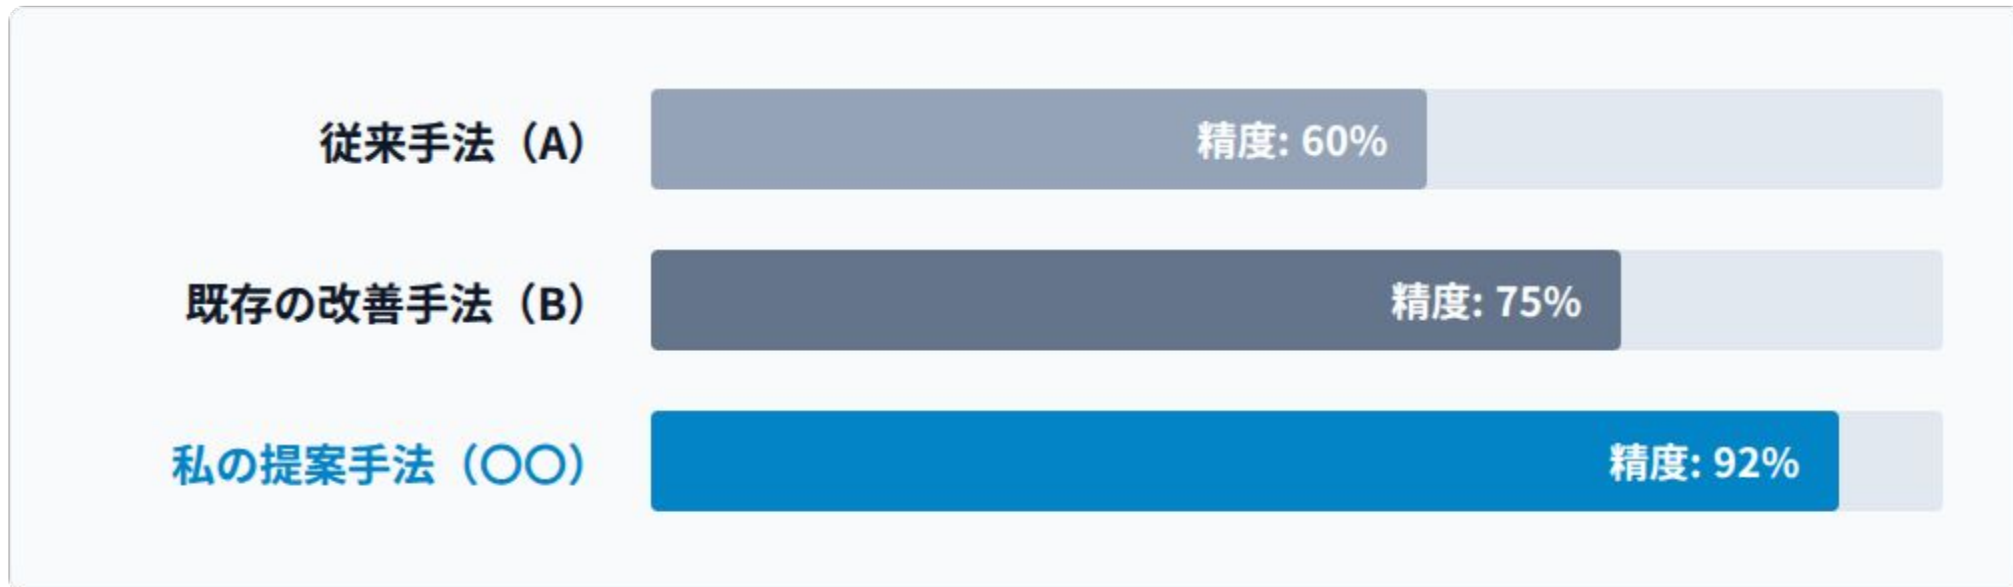 従来手法（A）
精度: 60%
既存の改善手法（B）
精度: 75%
私の提案手法（〇〇）
精度: 92%